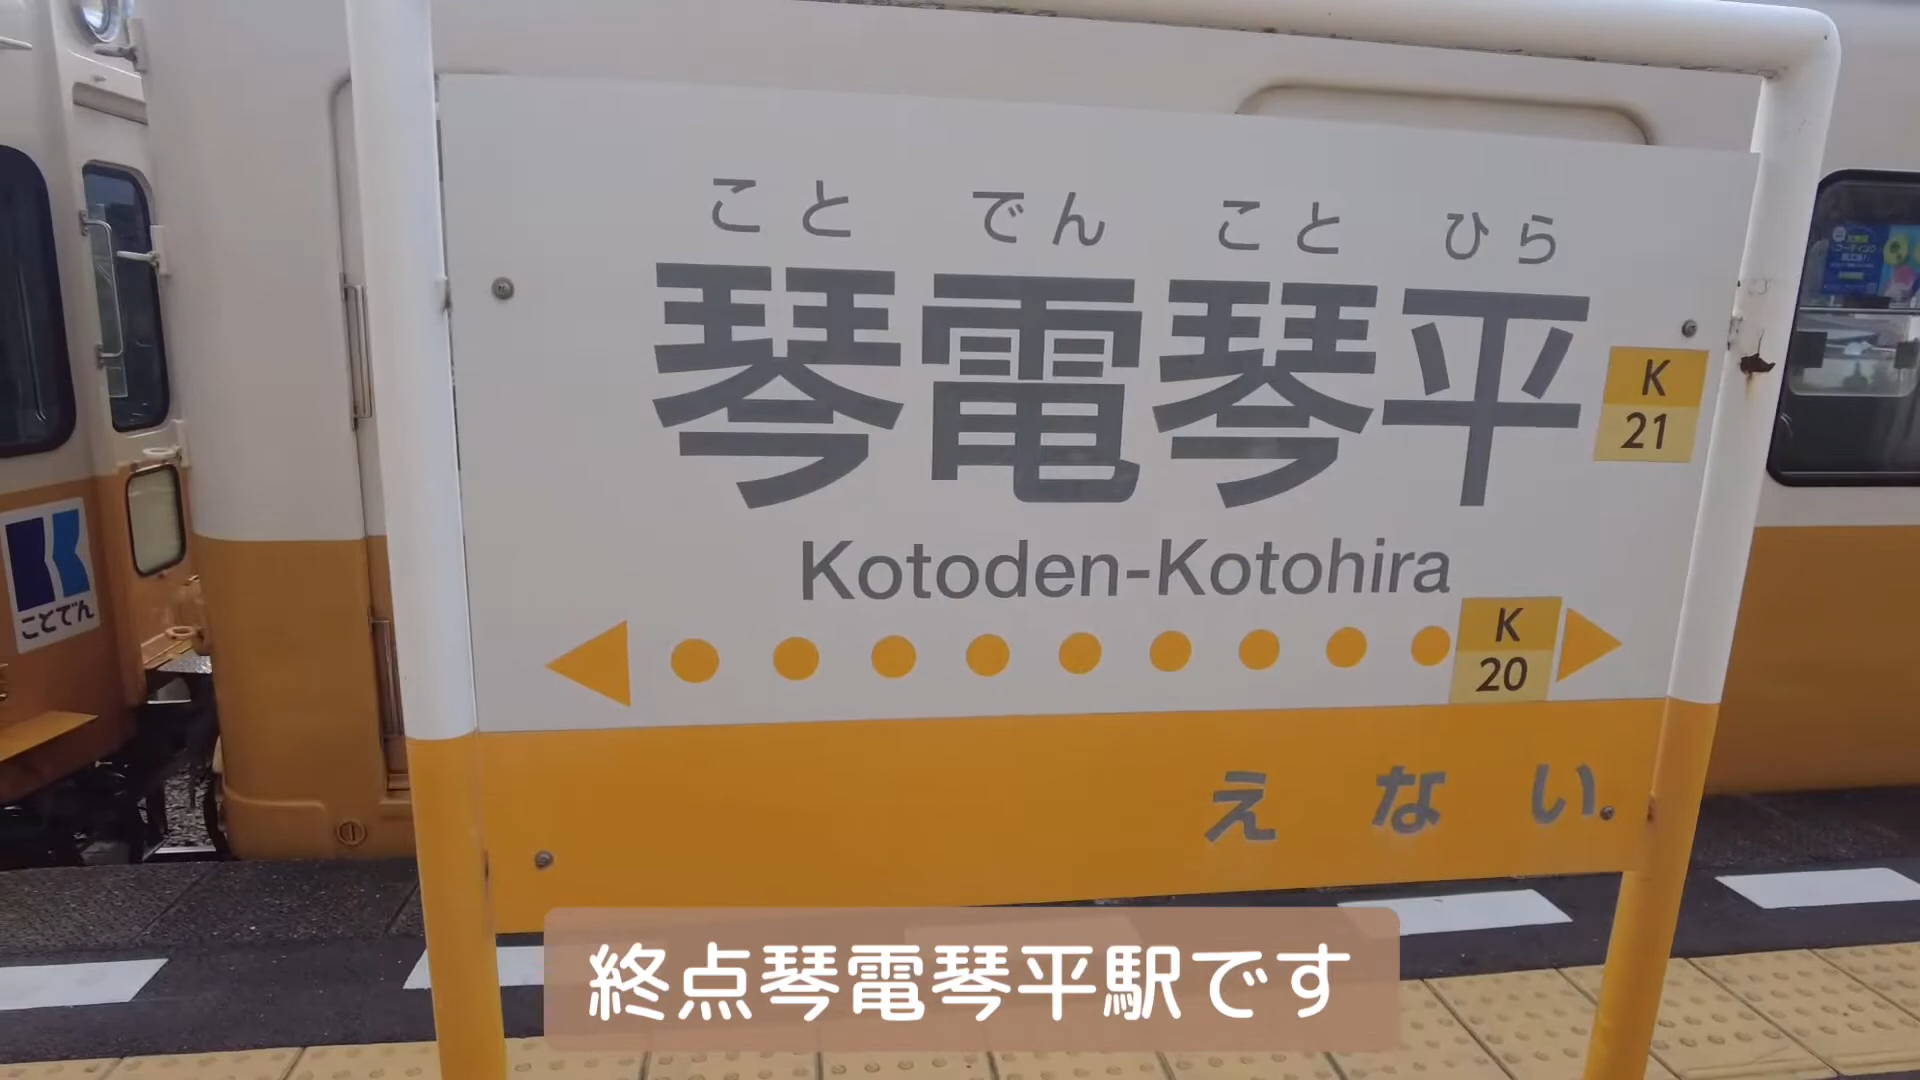 こと でん こと ひら
琴電琴平
K
21
Kotoden-Kotohira
K
20
えない
ことでん
終点琴電琴平駅です